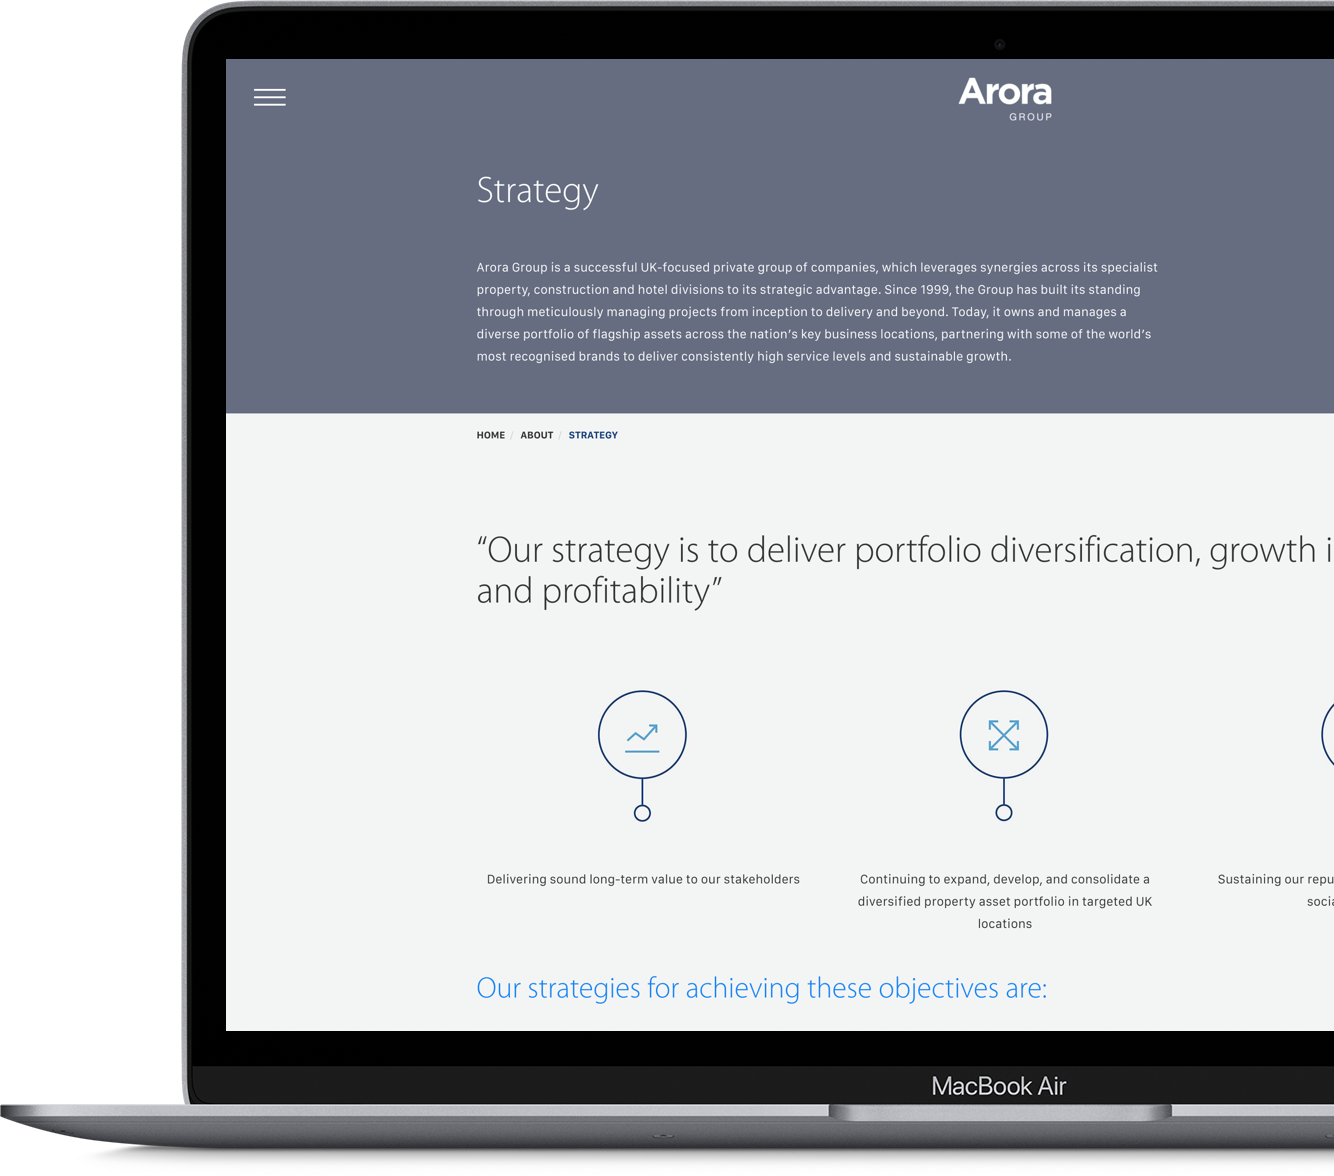 Arora
GROUP
Strategy
Arora Group is a successful UK-focused private group of companies, which leverages synergies across its specialist
property, construction and hotel divisions to its strategic advantage. Since 1999, the Group has built its standing
through meticulously managing projects from inception to delivery and beyond. Today, it owns and manages a
diverse portfolio of flagship assets across the nation's key business locations, partnering with some of the world's
most recognised brands to deliver consistently high service levels and sustainable growth.
HOME / ABOUT / STRATEGY
“Our strategy is to deliver portfolio diversification, growth
and profitability”
Delivering sound long-term value to our stakeholders
Continuing to expand, develop, and consolidate a
diversified property asset portfolio in targeted UK
locations
Sustaining our
Our strategies for achieving these objectives are:
MacBook Air